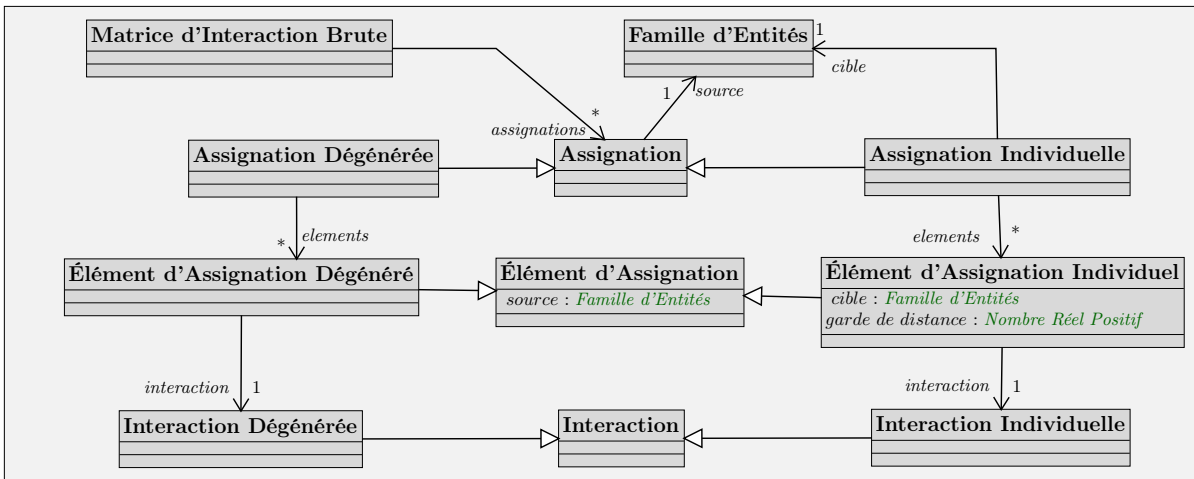 Matrice d'Interaction Brute
Famille d'Entités
1
cible
1
source
*
assignations
Assignation Dégénérée
Assignation
Assignation Individuelle
*
elements
elements
*
Élément d'Assignation Dégénéré
Élément d'Assignation
source : Famille d'Entités
Élément d'Assignation Individuel
cible : Famille d'Entités
garde de distance : Nombre Réel Positif
interaction
1
interaction
1
Interaction Dégénérée
Interaction
Interaction Individuelle